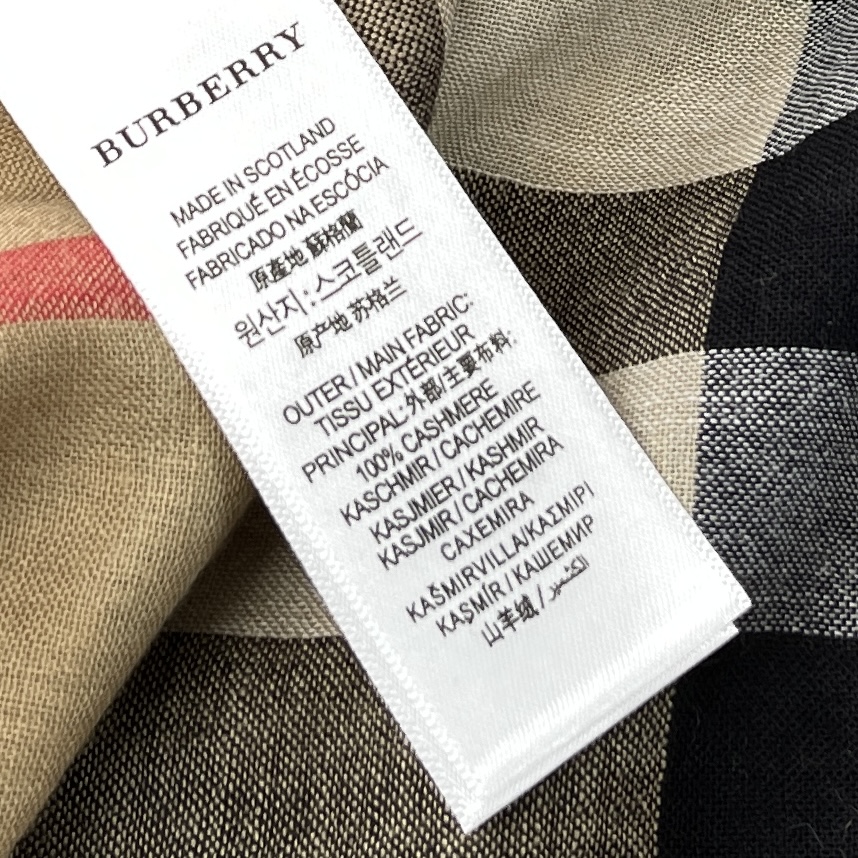 BURBERRY
MADE IN SCOTLAND
FABRIQUÉ EN ÉCOSSE
FABRICADO NA ESCÓCIA
原產地 蘇格蘭
원산지: 스코틀랜드
原产地 苏格兰
OUTER / MAIN FABRIC:
TISSU EXTÉRIEUR
PRINCIPAL:外部/主要布料:
100% CASHMERE
KASCHMIR / CACHEMIRE
KASJMIER / KASHMIR
KASJMIR / CACHEMIRA
CAXEMIRA
KAŠMIRVILLA/ΚΑΣΜΙΡΙ
KAŞMİR / КАШЕМИР
山羊绒 / الكشمير